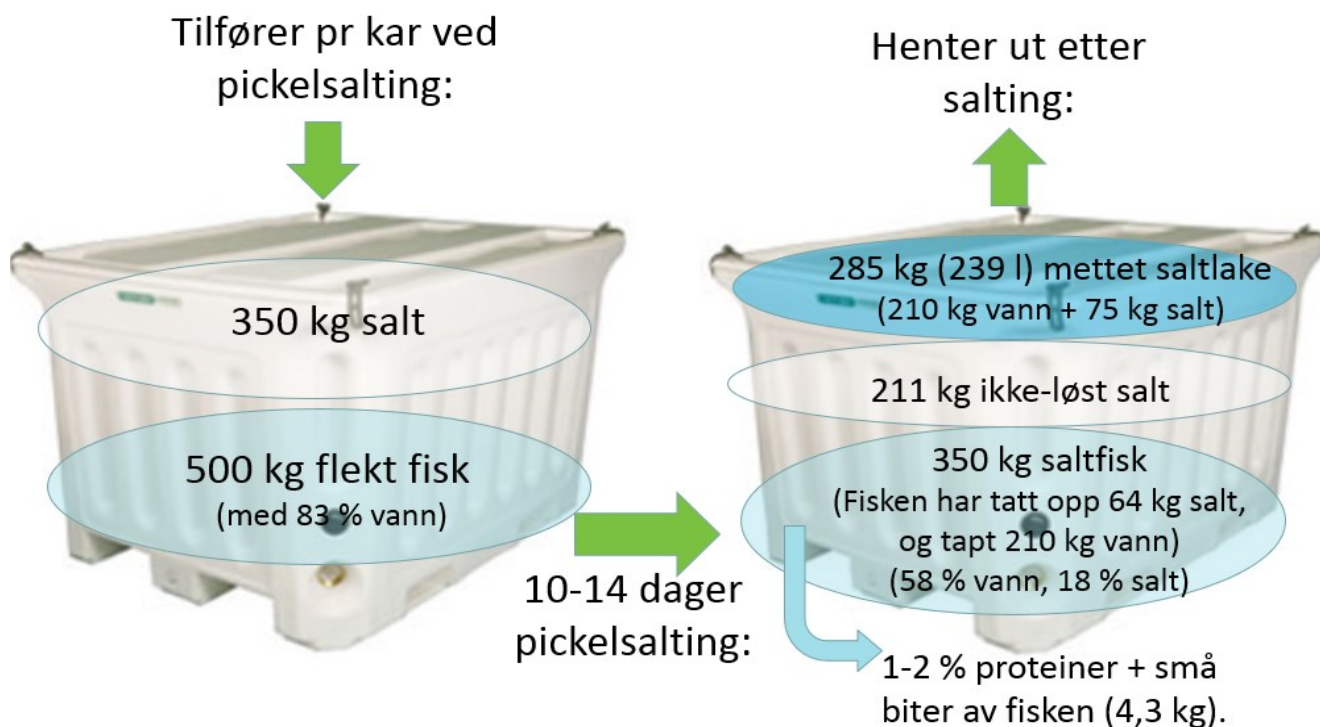 Tilfører pr kar ved
pickelsalting:
350 kg salt
500 kg flekt fisk
(med 83 % vann)
10-14 dager
pickelsalting:
Henter ut etter
salting:
285 kg (239 l) mettet saltlake
(210 kg vann + 75 kg salt)
211 kg ikke-løst salt
350 kg saltfisk
(Fisken har tatt opp 64 kg salt,
og tapt 210 kg vann)
(58 % vann, 18 % salt)
1-2 % proteiner + små
biter av fisken (4,3 kg).